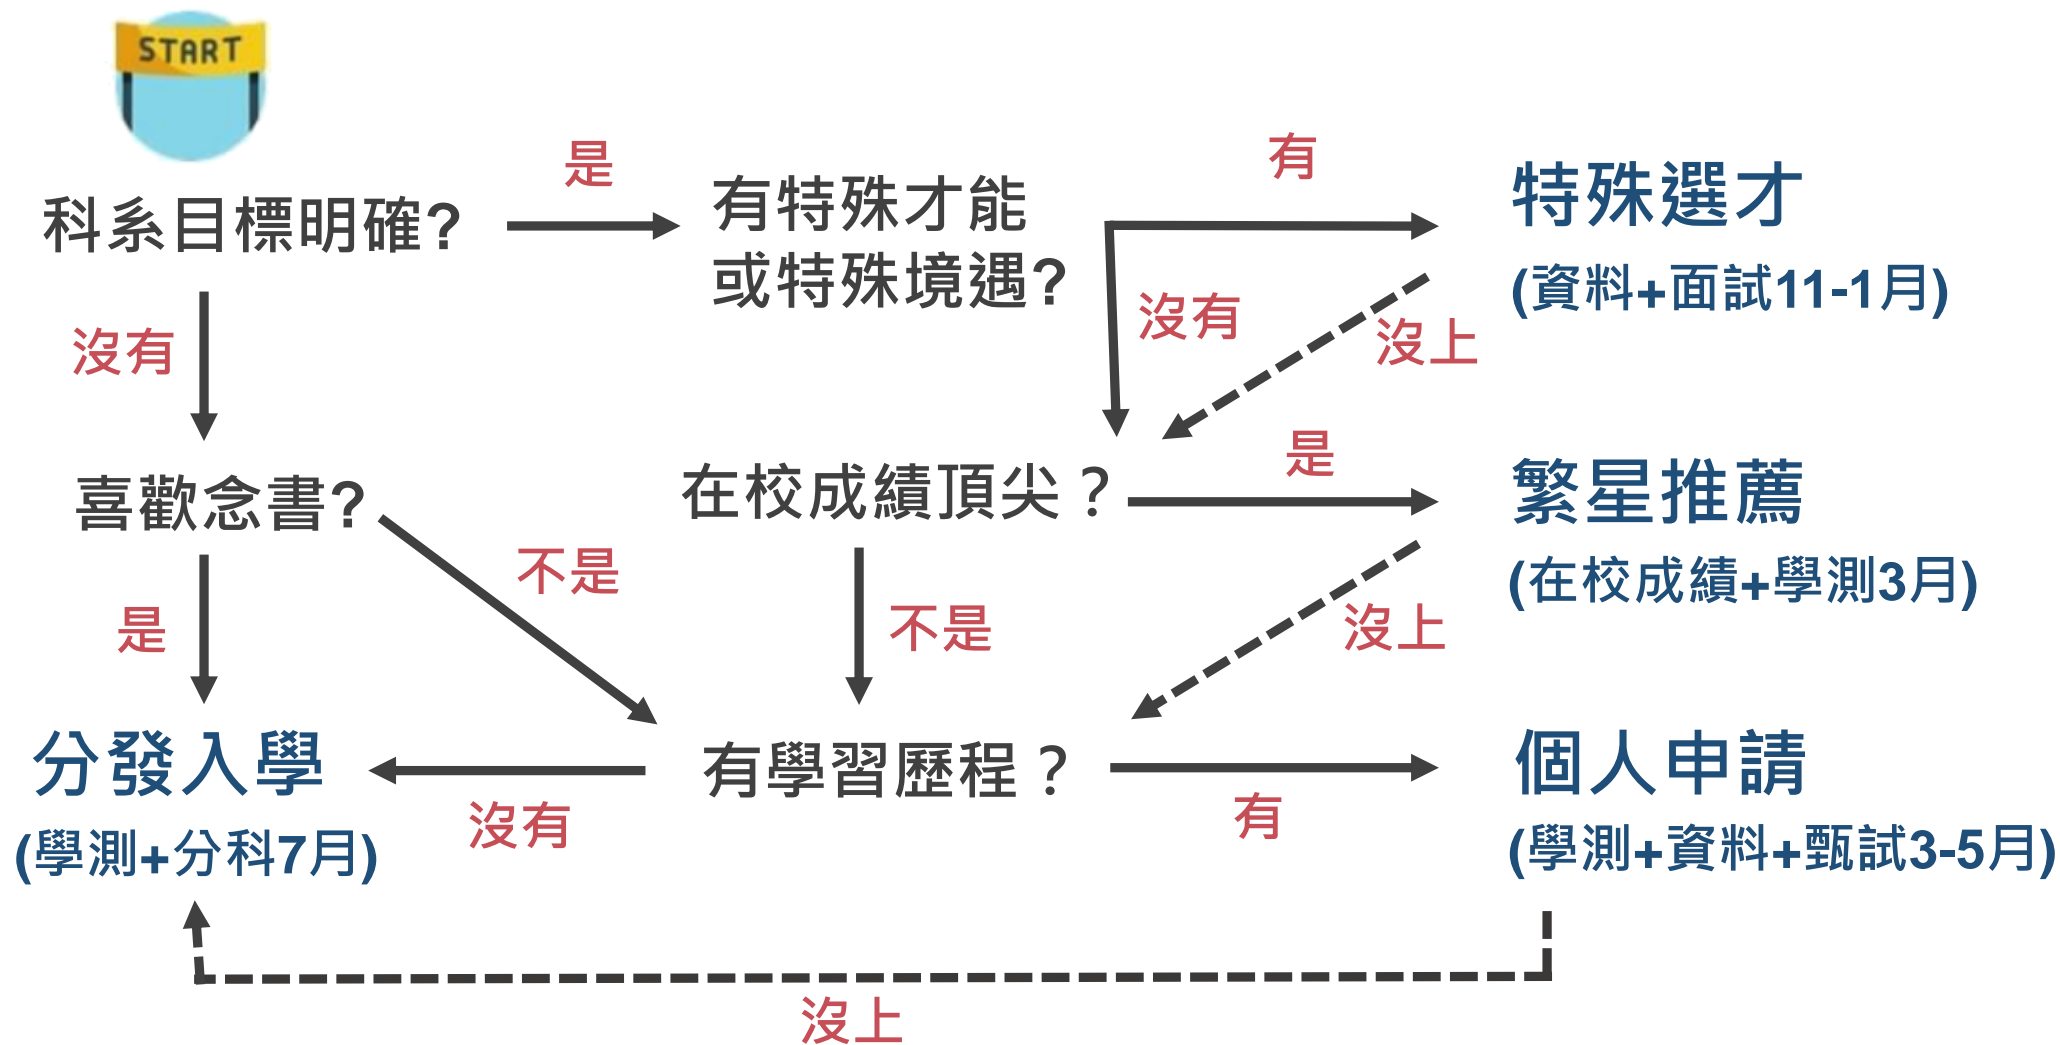 START
科系目標明確?
是
有特殊才能
或特殊境遇?
有
特殊選才
(資料+面試11-1月)
沒有
沒有
沒上
喜歡念書?
在校成績頂尖？
是
繁星推薦
(在校成績+學測3月)
不是
是
不是
沒上
分發入學
(學測+分科7月)
沒有
有學習歷程？
有
個人申請
(學測+資料+甄試3-5月)
沒上